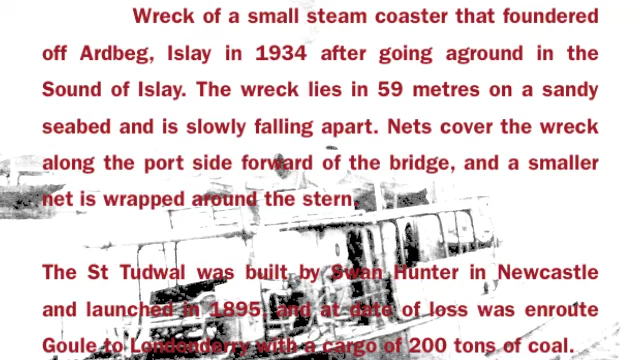 Wreck of a small steam coaster that foundered
off Ardbeg, Islay in 1934 after going aground in the
Sound of Islay. The wreck lies in 59 metres on a sandy
seabed and is slowly falling apart. Nets cover the wreck
along the port side forward of the bridge, and a smaller
net is wrapped around the stern.
The St Tudwal was built by Swan Hunter in Newcastle
and launched in 1895, and at date of loss was enroute
Goule to Londonderry with a cargo of 200 tons of coal.